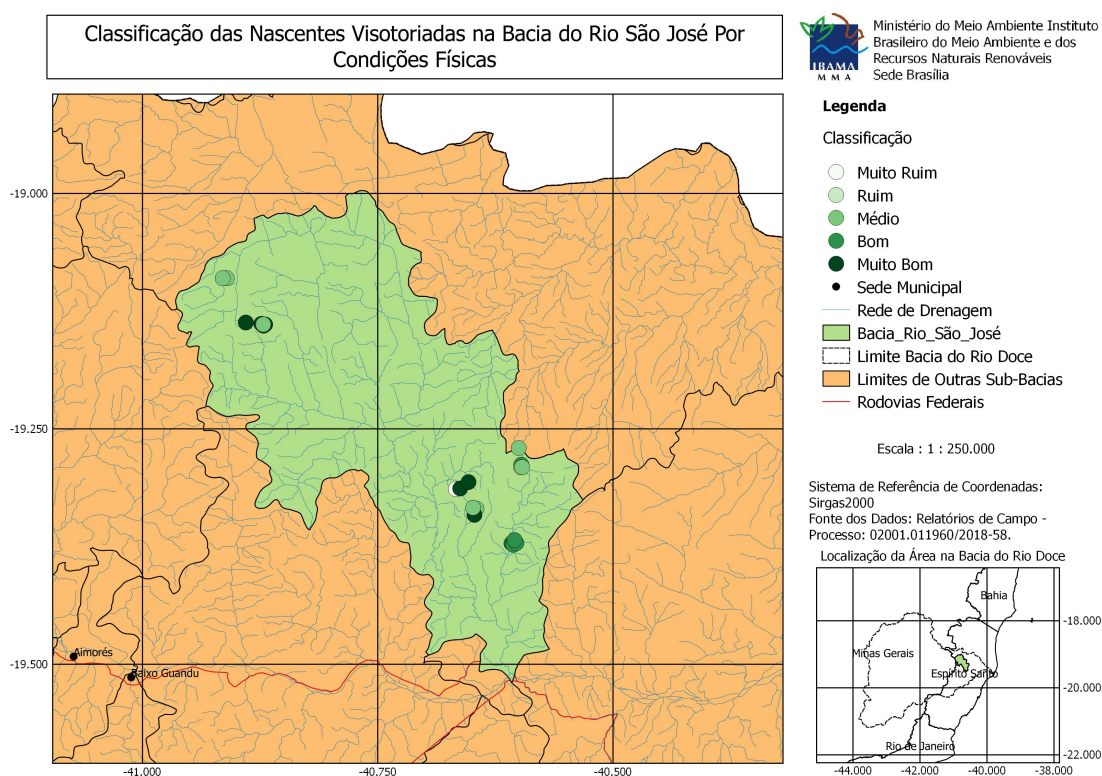 Classificação das Nascentes Visotoriadas na Bacia do Rio São José Por
Condições Físicas
IBAMA
M M A
Ministério do Meio Ambiente Instituto
Brasileiro do Meio Ambiente e dos
Recursos Naturais Renováveis
Sede Brasília
Legenda
Classificação
Muito Ruim
Ruim
Médio
Bom
Muito Bom
Sede Municipal
Rede de Drenagem
Bacia_Rio_São_José
Limite Bacia do Rio Doce
Limites de Outras Sub-Bacias
Rodovias Federais
Escala : 1 : 250.000
Sistema de Referência de Coordenadas:
Sirgas2000
Fonte dos Dados: Relatórios de Campo -
Processo: 02001.011960/2018-58.
Localização da Área na Bacia do Rio Doce
Bahia
Minas Gerais
Espírito Santo
Rio de Janeiro
-18.000
-20.000
-22.000
-44.000
-42.000
-40.000
-38.000
-19.000
-19.250
-19.500
Aimorés
Baixo Guandu
-41.000
-40.750
-40.500